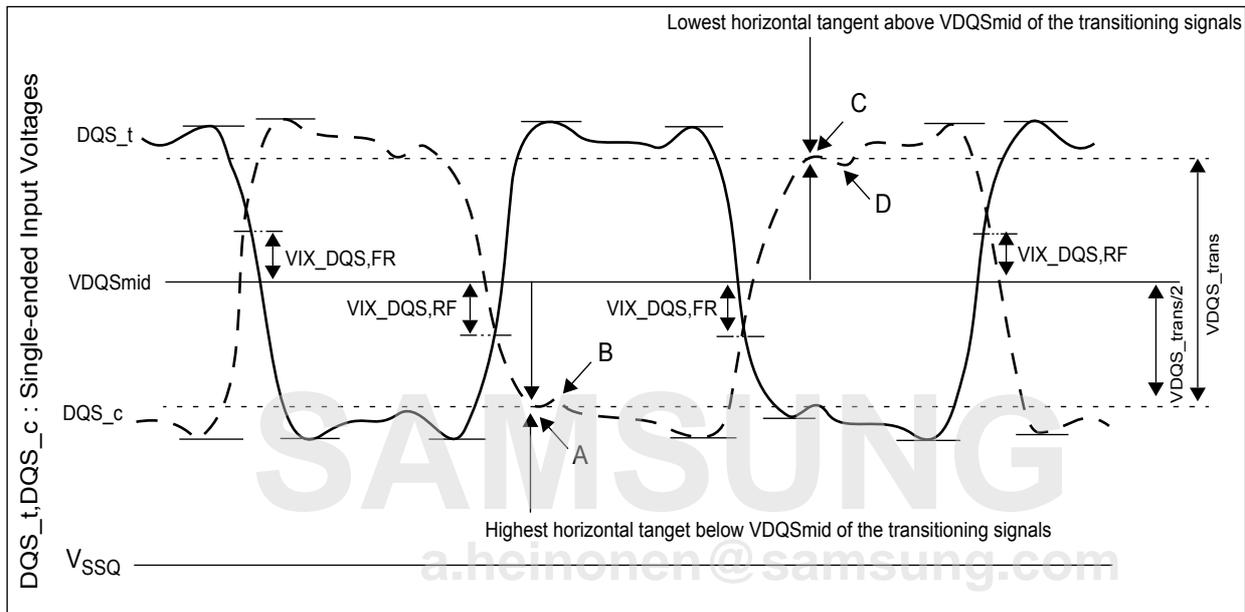 Lowest horizontal tangent above VDQSmid of the transitioning signals
DQS_t,DQS_c : Single-ended Input Voltages
DQS_t
C
D
VIX_DQS,FR
VIX_DQS,RF
VDQSmid
VIX_DQS,RF
VIX_DQS,FR
VDQS_trans/2
VDQS_trans
B
DQS_c
A
SAMSUNG
Highest horizontal tanget below VDQSmid of the transitioning signals
VSSQ
a.heinonen@samsung.com